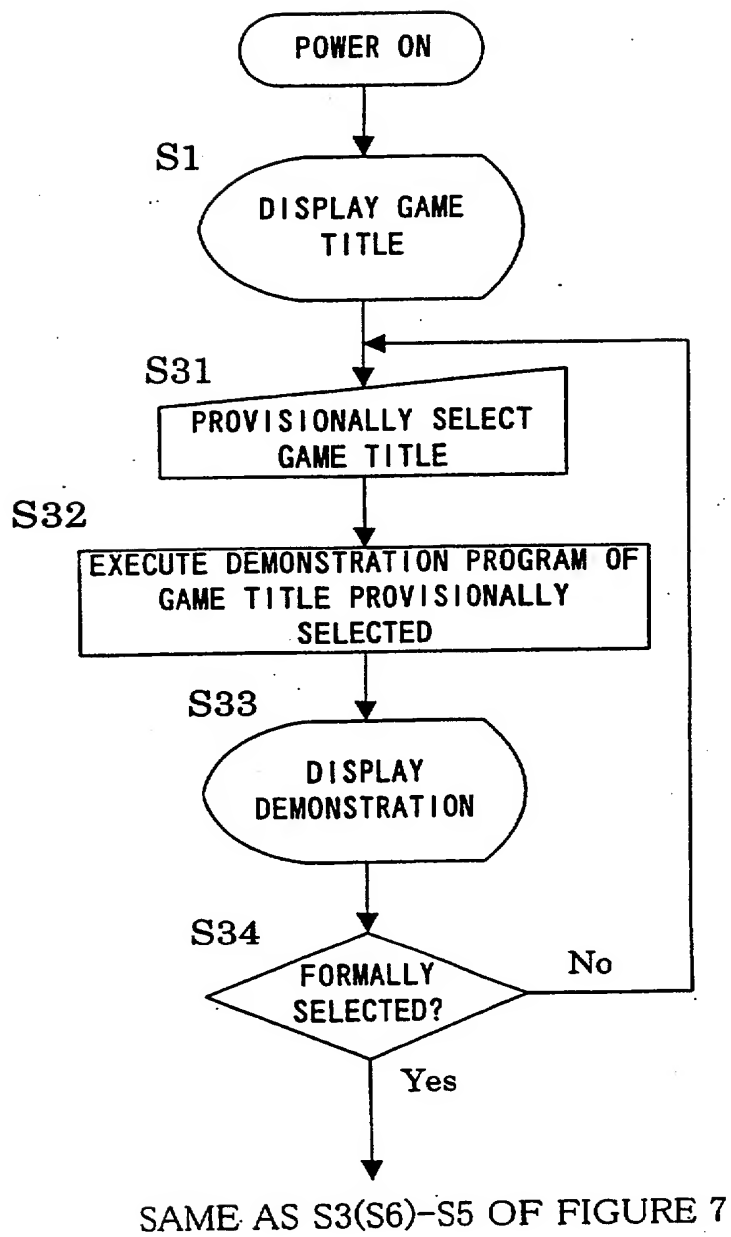 POWER ON
S1
DISPLAY GAME
TITLE
S31
PROVISIONALLY SELECT
GAME TITLE
S32
EXECUTE DEMONSTRATION PROGRAM OF
GAME TITLE PROVISIONALLY
SELECTED
S33
DISPLAY
DEMONSTRATION
S34
FORMALLY
SELECTED?
No
Yes
SAME AS S3(S6)-S5 OF FIGURE 7